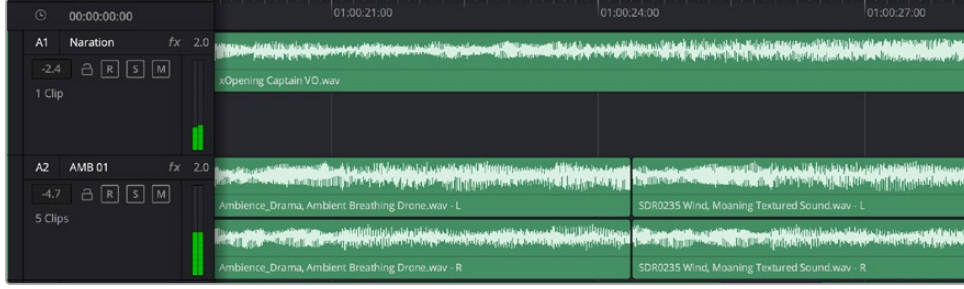 00:00:00:00
01:00:21:00
01:00:24:00
01:00:27:00
A1 Naration fx 2.0
-2.4 R S M
1 Clip
xOpening Captain VO.wav
A2 AMB 01 fx 2.0
-4.7 R S M
5 Clips
Ambience_Drama, Ambient Breathing Drone.wav - L
SDR0235 Wind, Moaning Textured Sound.wav - L
Ambience_Drama, Ambient Breathing Drone.wav - R
SDR0235 Wind, Moaning Textured Sound.wav - R